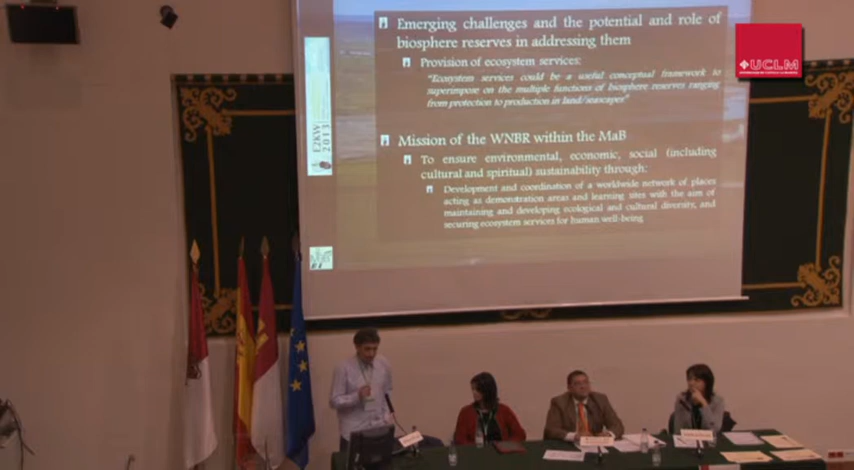 Emerging challenges and the potential and role of
biosphere reserves in addressing them
Provision of ecosystem services:
"Ecosystem services could be a useful conceptual framework to
superimpose on the multiple functions of biosphere reserves ranging
from protection to production in land/seascapes"
Mission of the WNBR within the MaB
To ensure environmental, economic, social (including
cultural and spiritual) sustainability through:
Development and coordination of a worldwide network of places
acting as demonstration areas and learning sites with the aim of
maintaining and developing ecological and cultural diversity, and
securing ecosystem services for human well-being
E2KW
2013
UCLM